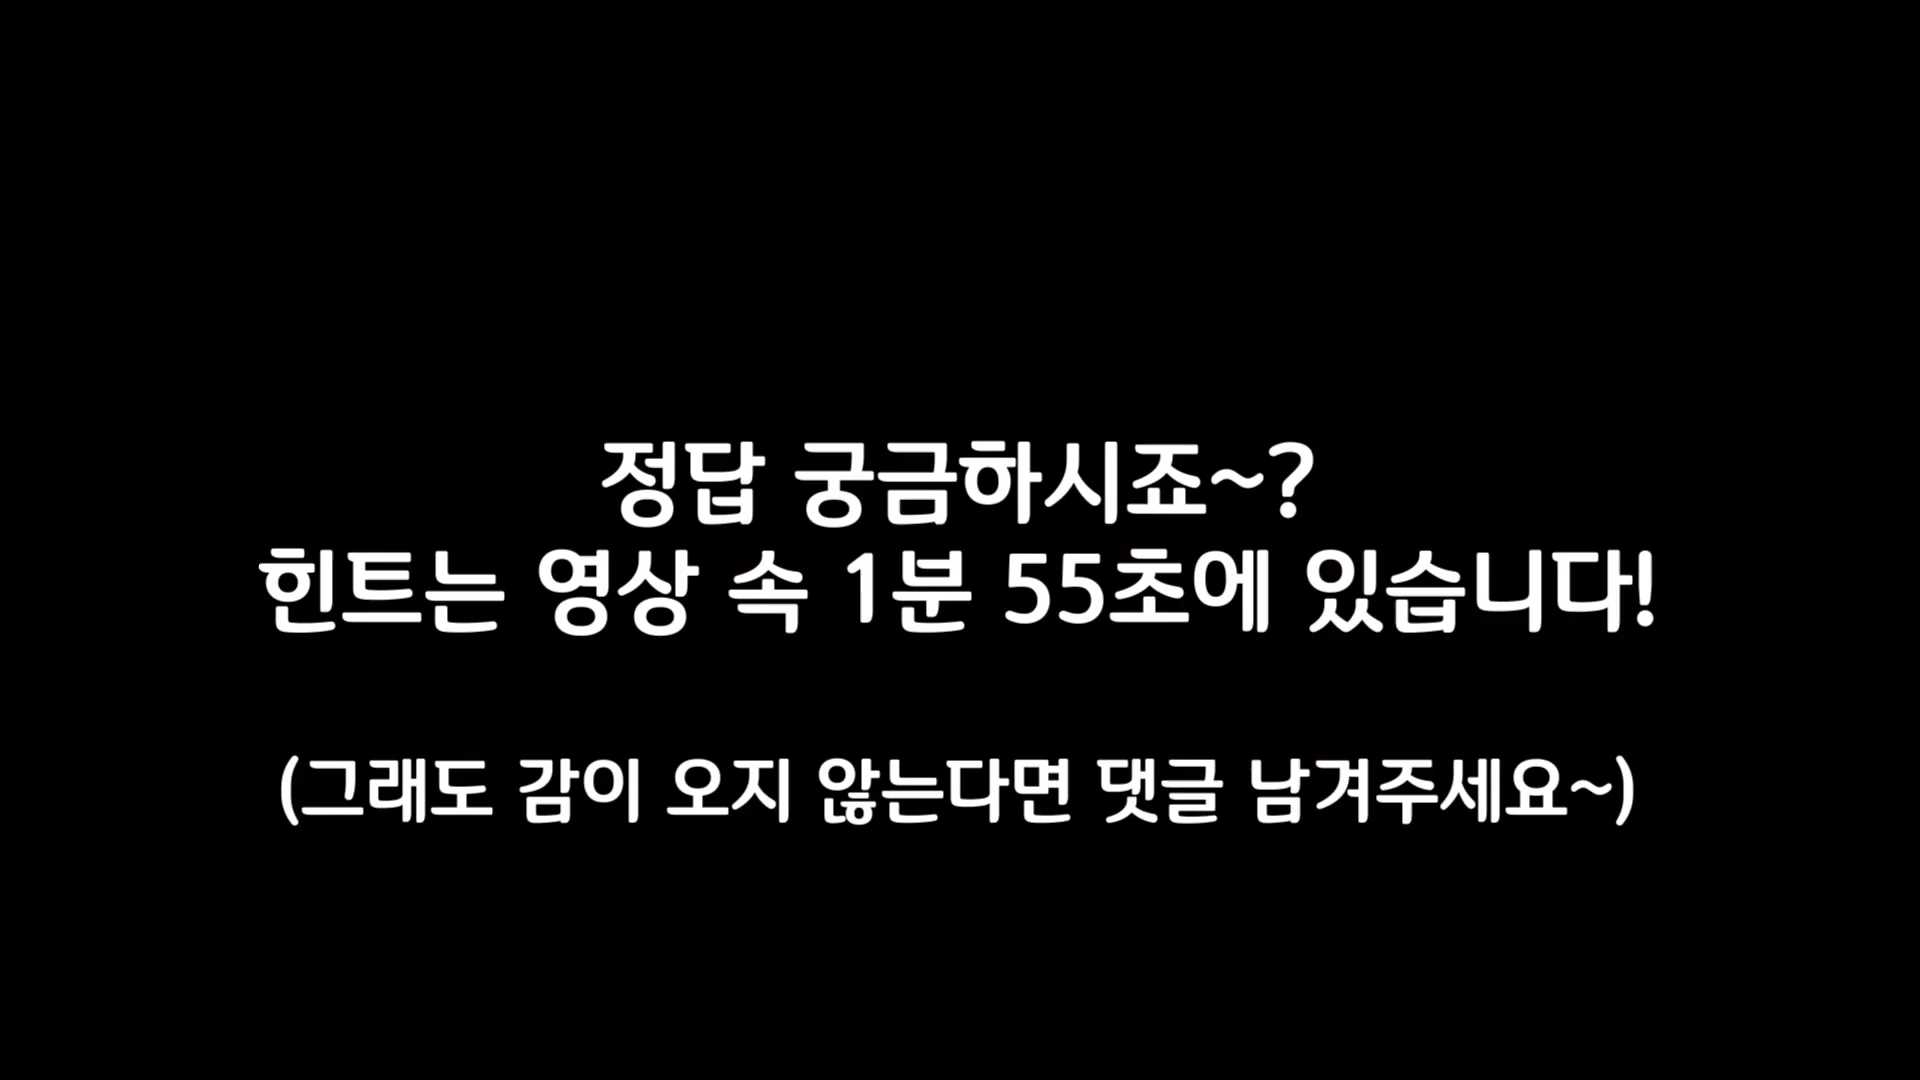 정답 궁금하시죠~?
힌트는 영상 속 1분 55초에 있습니다!
(그래도 감이 오지 않는다면 댓글 남겨주세요~)